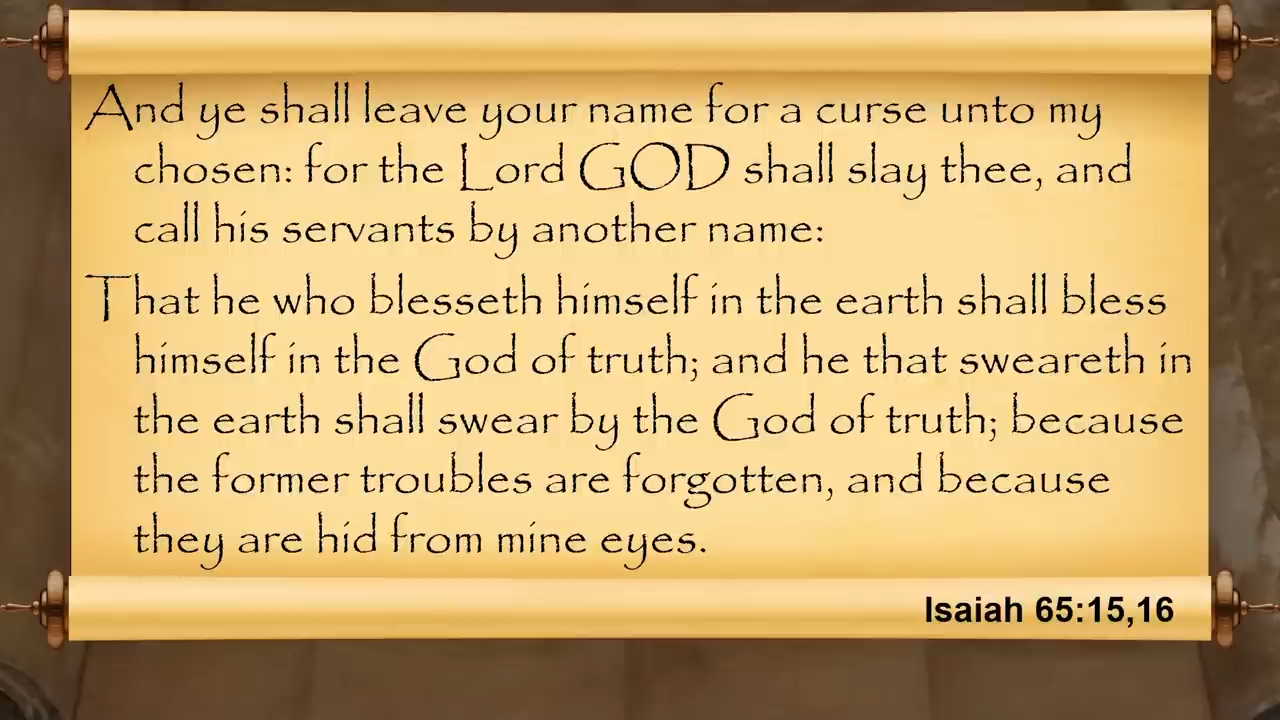 And ye shall leave your name for a curse unto my
chosen: for the Lord GOD shall slay thee, and
call his servants by another name:
That he who blesseth himself in the earth shall bless
himself in the God of truth; and he that sweareth in
the earth shall swear by the God of truth; because
the former troubles are forgotten, and because
they are hid from mine eyes.
Isaiah 65:15,16